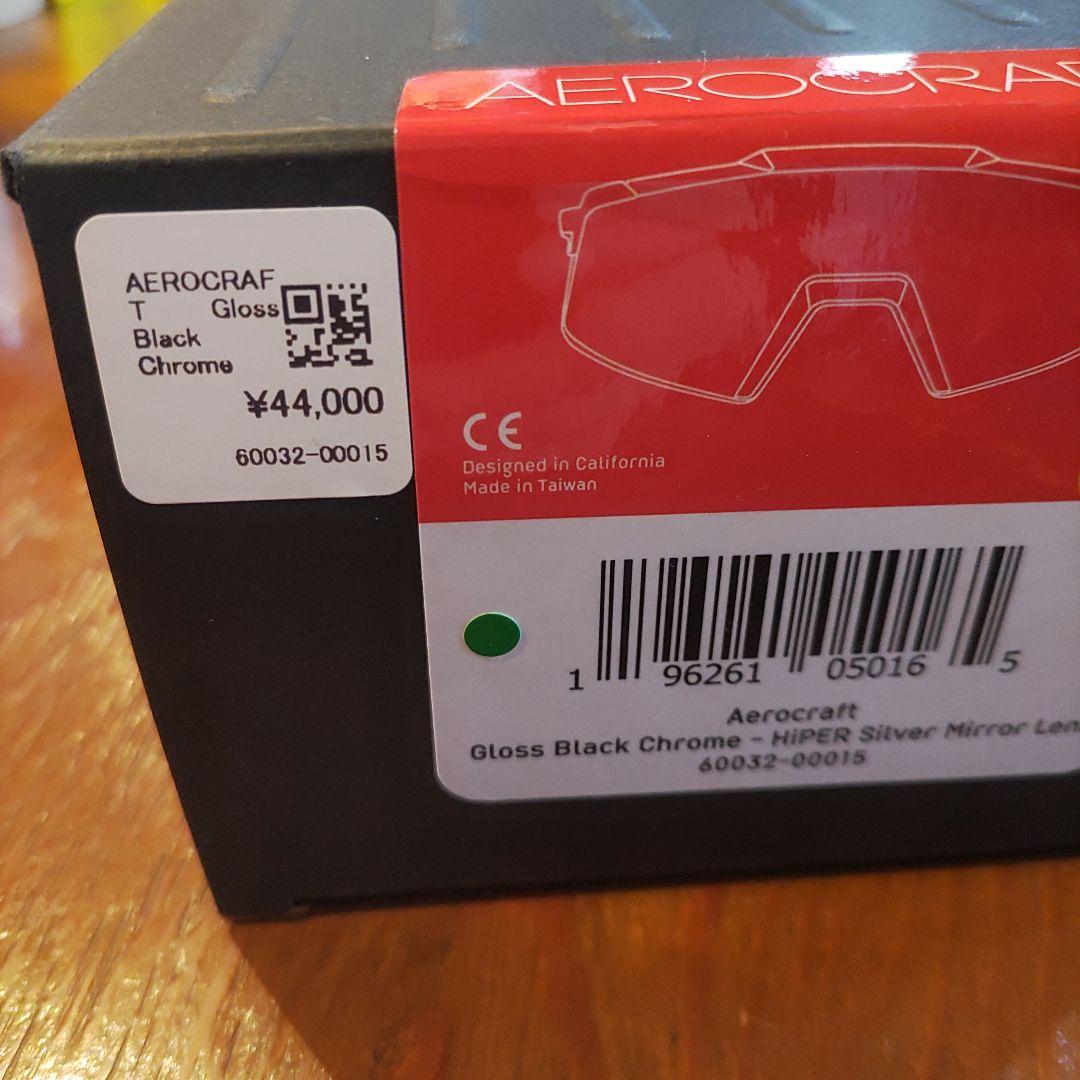 AEROCRAF
AEROCRAF
T Gloss
Black
Chrome
¥44,000
60032-00015
CE
Designed in California
Made in Taiwan
1 96261 05016 5
Aerocraft
Gloss Black Chrome - HiPER Silver Mirror Len
60032-00015